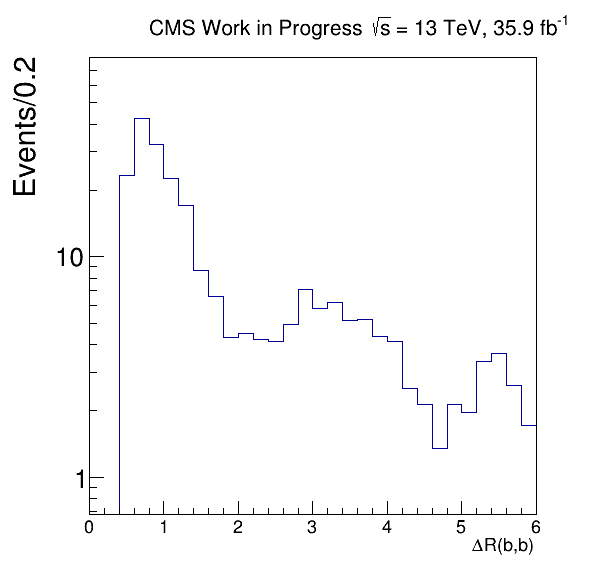 CMS Work in Progress √s = 13 TeV, 35.9 fb⁻¹
Events/0.2
10
1
0 1 2 3 4 5 6
ΔR(b,b)